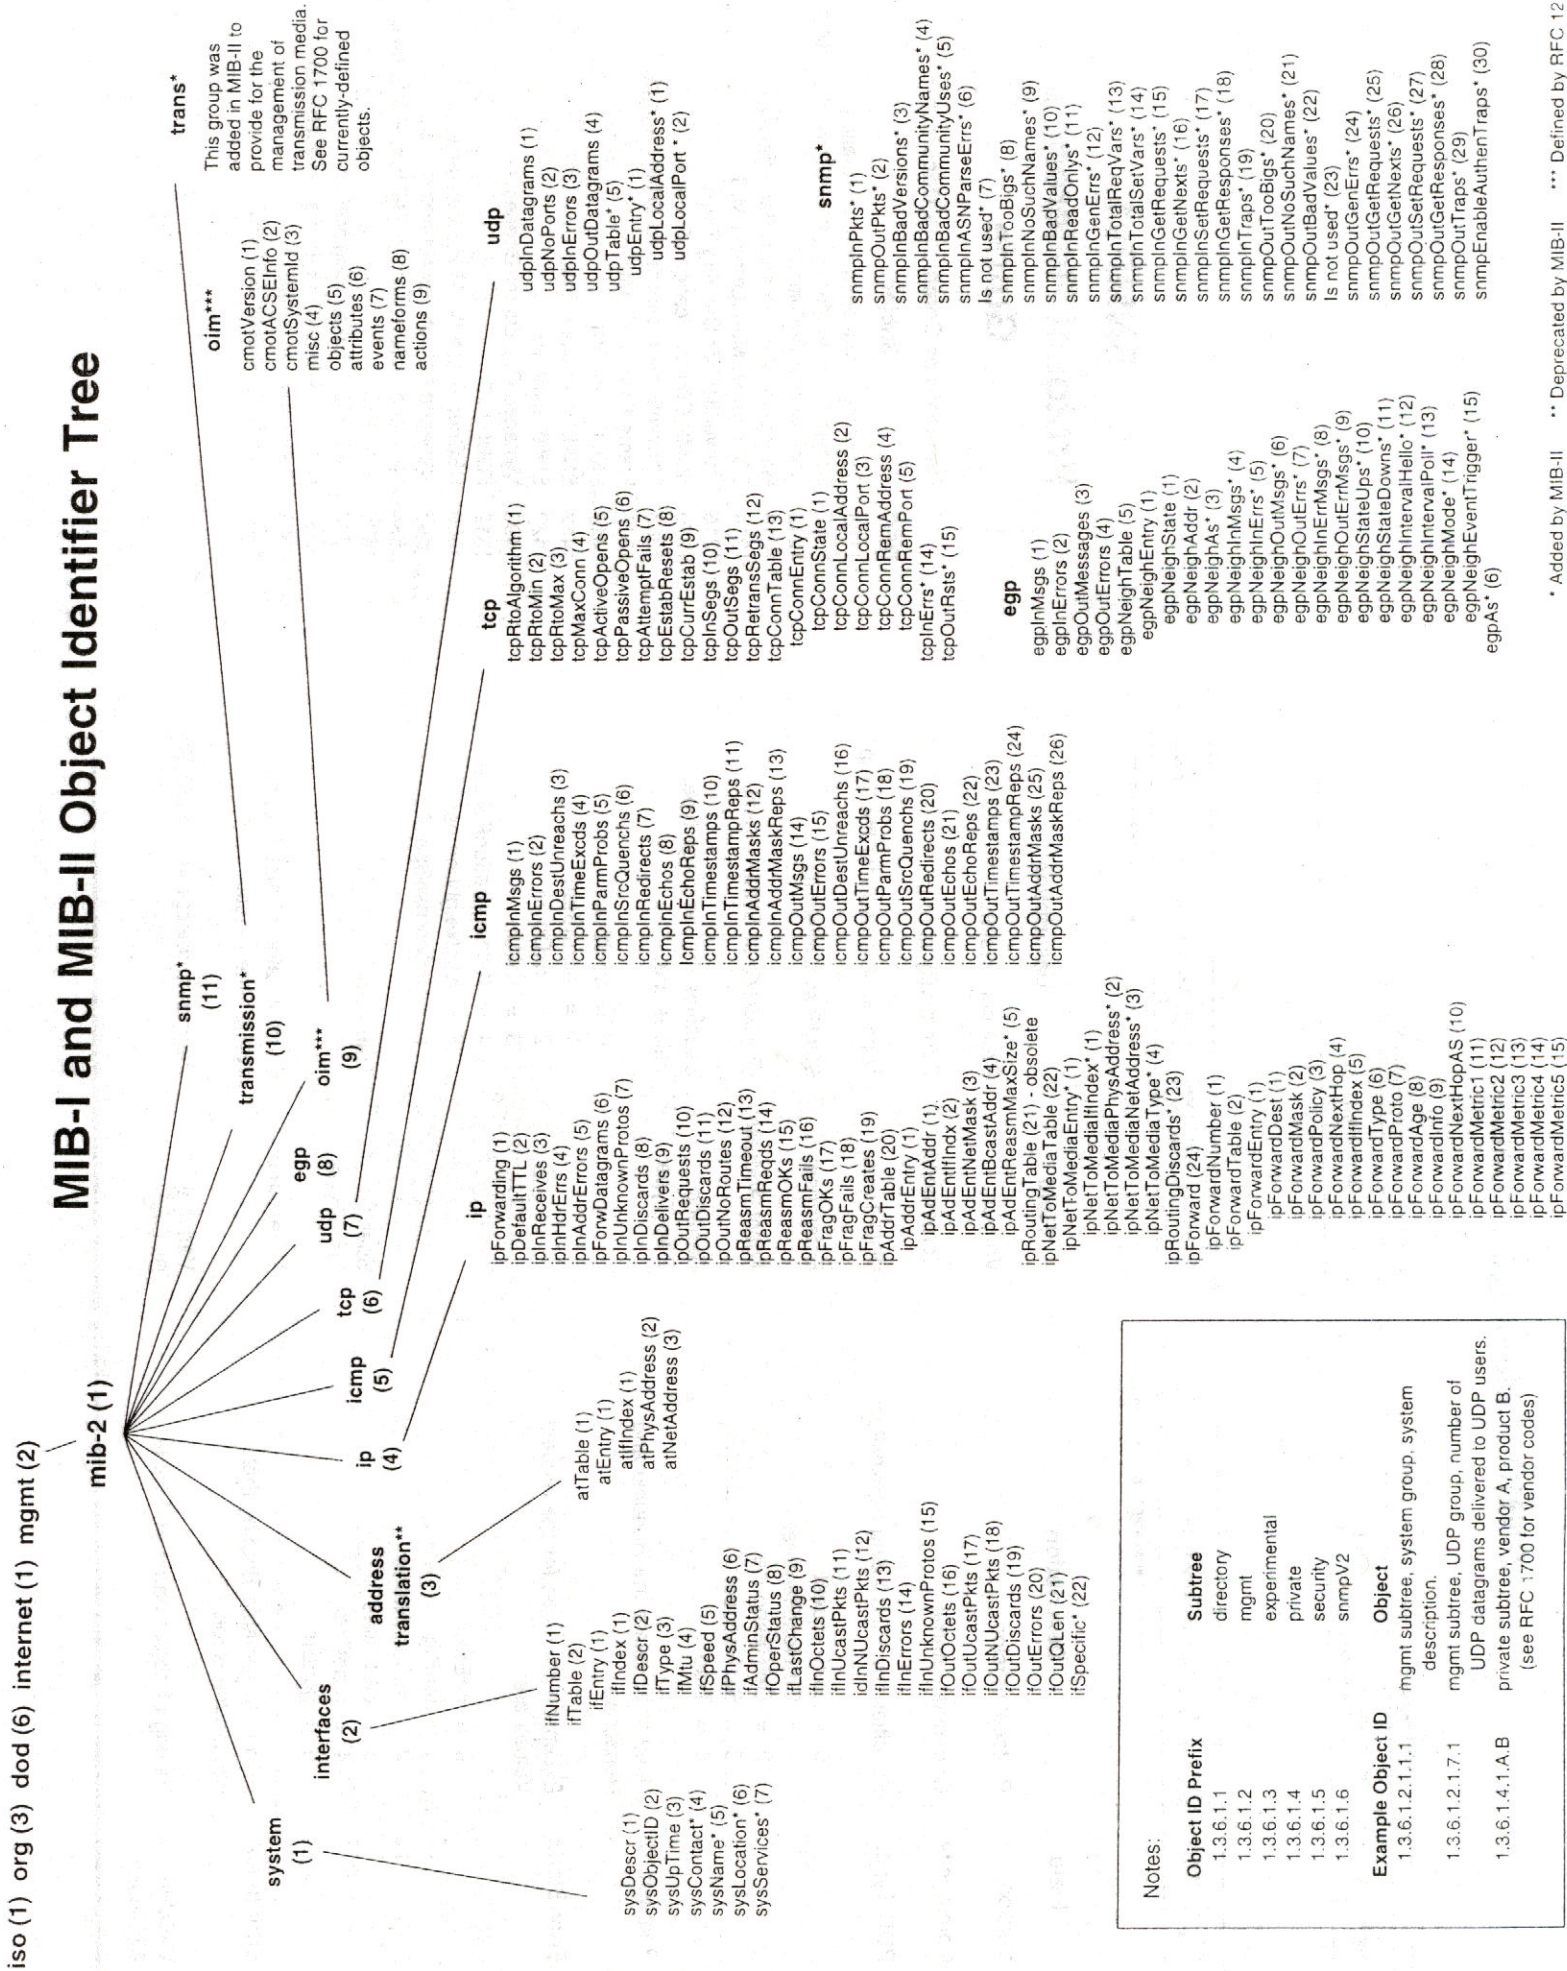 iso (1) org (3) dod (6) internet (1) mgmt (2)
MIB-I and MIB-II Object Identifier Tree
mib-2 (1)
system
(1)
interfaces
(2)
address
translation**
(3)
ip
(4)
icmp
(5)
tcp
(6)
udp
(7)
egp
(8)
oim***
(9)
transmission*
(10)
snmp*
(11)
trans*
This group was
added in MIB-II to
provide for the
management of
transmission media.
See RFC 1700 for
currently-defined
objects.
oim***
cmotVersion (1)
cmotACSEInfo (2)
cmotSystemId (3)
misc (4)
objects (5)
attributes (6)
events (7)
nameforms (8)
actions (9)
sysDescr (1)
sysObjectID (2)
sysUpTime (3)
sysContact* (4)
sysName* (5)
sysLocation* (6)
sysServices* (7)
ifNumber (1)
ifTable (2)
ifEntry (1)
ifIndex (1)
ifDescr (2)
ifType (3)
ifMtu (4)
ifSpeed (5)
ifPhysAddress (6)
ifAdminStatus (7)
ifOperStatus (8)
ifLastChange (9)
ifInOctets (10)
ifInUcastPkts (11)
idInNUcastPkts (12)
ifInDiscards (13)
ifInErrors (14)
ifInUnknownProtos (15)
ifOutOctets (16)
ifOutUcastPkts (17)
ifOutNUcastPkts (18)
ifOutDiscards (19)
ifOutErrors (20)
ifOutQLen (21)
ifSpecific* (22)
atTable (1)
atEntry (1)
atIfIndex (1)
atPhysAddress (2)
atNetAddress (3)
ip
ipForwarding (1)
ipDefaultTTL (2)
ipInReceives (3)
ipInHdrErrs (4)
ipInAddrErrors (5)
ipForwDatagrams (6)
ipInUnknownProtos (7)
ipInDiscards (8)
ipInDelivers (9)
ipOutRequests (10)
ipOutDiscards (11)
ipOutNoRoutes (12)
ipReasmTimeout (13)
ipReasmReqds (14)
ipReasmOKs (15)
ipReasmFails (16)
ipFragOKs (17)
ipFragFails (18)
ipFragCreates (19)
ipAddrTable (20)
ipAddrEntry (1)
ipAdEntAddr (1)
ipAdEntIfIndx (2)
ipAdEntNetMask (3)
ipAdEntBcastAddr (4)
ipAdEntReasmMaxSize* (5)
ipRoutingTable (21) - obsolete
ipNetToMediaTable (22)
ipNetToMediaEntry* (1)
ipNetToMediaIfIndex* (1)
ipNetToMediaPhysAddress* (2)
ipNetToMediaNetAddress* (3)
ipNetToMediaType* (4)
ipRoutingDiscards* (23)
ipForward (24)
ipForwardNumber (1)
ipForwardTable (2)
ipForwardEntry (1)
ipForwardDest (1)
ipForwardMask (2)
ipForwardPolicy (3)
ipForwardNextHop (4)
ipForwardIfIndex (5)
ipForwardType (6)
ipForwardProto (7)
ipForwardAge (8)
ipForwardInfo (9)
ipForwardNextHopAS (10)
ipForwardMetric1 (11)
ipForwardMetric2 (12)
ipForwardMetric3 (13)
ipForwardMetric4 (14)
ipForwardMetric5 (15)
icmp
icmpInMsgs (1)
icmpInErrors (2)
icmpInDestUnreachs (3)
icmpInTimeExcds (4)
icmpInParmProbs (5)
icmpInSrcQuenchs (6)
icmpInRedirects (7)
icmpInEchos (8)
IcmpInEchoReps (9)
icmpInTimestamps (10)
icmpInTimestampReps (11)
icmpInAddrMasks (12)
icmpInAddrMaskReps (13)
icmpOutMsgs (14)
icmpOutErrors (15)
icmpOutDestUnreachs (16)
icmpOutTimeExcds (17)
icmpOutParmProbs (18)
icmpOutSrcQuenchs (19)
icmpOutRedirects (20)
icmpOutEchos (21)
icmpOutEchoReps (22)
icmpOutTimestamps (23)
icmpOutTimestampReps (24)
icmpOutAddrMasks (25)
icmpOutAddrMaskReps (26)
tcp
tcpRtoAlgorithm (1)
tcpRtoMin (2)
tcpRtoMax (3)
tcpMaxConn (4)
tcpActiveOpens (5)
tcpPassiveOpens (6)
tcpAttemptFails (7)
tcpEstabResets (8)
tcpCurrEstab (9)
tcpInSegs (10)
tcpOutSegs (11)
tcpRetransSegs (12)
tcpConnTable (13)
tcpConnEntry (1)
tcpConnState (1)
tcpConnLocalAddress (2)
tcpConnLocalPort (3)
tcpConnRemAddress (4)
tcpConnRemPort (5)
tcpInErrs* (14)
tcpOutRsts* (15)
egp
egpInMsgs (1)
egpInErrors (2)
egpOutMessages (3)
egpOutErrors (4)
egpNeighTable (5)
egpNeighEntry (1)
egpNeighState (1)
egpNeighAddr (2)
egpNeighAs* (3)
egpNeighInMsgs* (4)
egpNeighInErrs* (5)
egpNeighOutMsgs* (6)
egpNeighOutErrs* (7)
egpNeighInErrMsgs* (8)
egpNeighOutErrMsgs* (9)
egpNeighStateUps* (10)
egpNeighStateDowns* (11)
egpNeighIntervalHello* (12)
egpNeighIntervalPoll* (13)
egpNeighMode* (14)
egpNeighEventTrigger* (15)
egpAs* (6)
udp
udpInDatagrams (1)
udpNoPorts (2)
udpInErrors (3)
udpOutDatagrams (4)
udpTable* (5)
udpEntry* (1)
udpLocalAddress* (1)
udpLocalPort * (2)
snmp*
snmpInPkts* (1)
snmpOutPkts* (2)
snmpInBadVersions* (3)
snmpInBadCommunityNames* (4)
snmpInBadCommunityUses* (5)
snmpInASNParseErrs* (6)
Is not used* (7)
snmpInTooBigs* (8)
snmpInNoSuchNames* (9)
snmpInBadValues* (10)
snmpInReadOnlys* (11)
snmpInGenErrs* (12)
snmpInTotalReqVars* (13)
snmpInTotalSetVars* (14)
snmpInGetRequests* (15)
snmpInGetNexts* (16)
snmpInSetRequests* (17)
snmpInGetResponses* (18)
snmpInTraps* (19)
snmpOutTooBigs* (20)
snmpOutNoSuchNames* (21)
snmpOutBadValues* (22)
Is not used* (23)
snmpOutGenErrs* (24)
snmpOutGetRequests* (25)
snmpOutGetNexts* (26)
snmpOutSetRequests* (27)
snmpOutGetResponses* (28)
snmpOutTraps* (29)
snmpEnableAuthenTraps* (30)
Notes:
Object ID Prefix Subtree
1.3.6.1.1 directory
1.3.6.1.2 mgmt
1.3.6.1.3 experimental
1.3.6.1.4 private
1.3.6.1.5 security
1.3.6.1.6 snmpV2
Example Object ID Object
1.3.6.1.2.1.1.1 mgmt subtree, system group, system
description.
1.3.6.1.2.1.7.1 mgmt subtree, UDP group, number of
UDP datagrams delivered to UDP users.
1.3.6.1.4.1.A.B private subtree, vendor A, product B.
(see RFC 1700 for vendor codes)
* Added by MIB-II ** Deprecated by MIB-II *** Defined by RFC 12